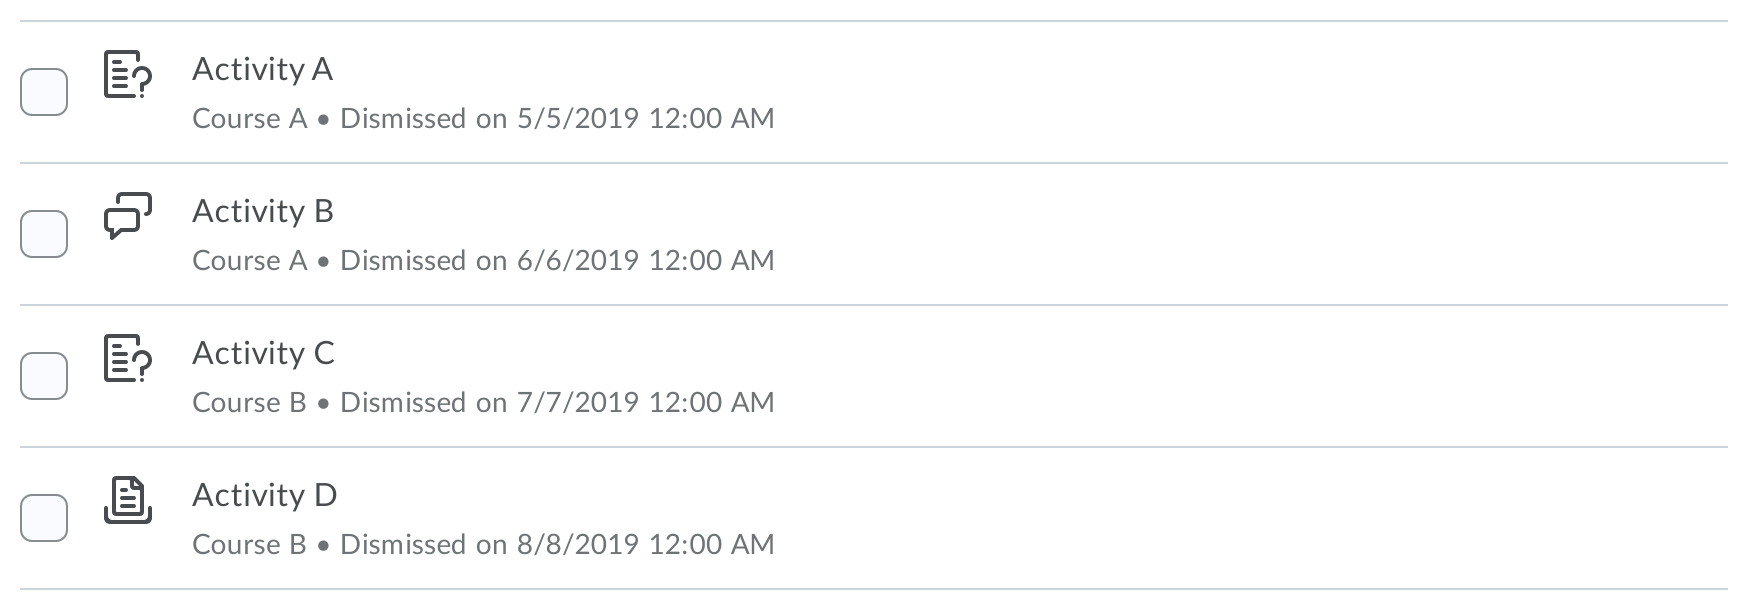 Activity A
Course A • Dismissed on 5/5/2019 12:00 AM
Activity B
Course A • Dismissed on 6/6/2019 12:00 AM
Activity C
Course B • Dismissed on 7/7/2019 12:00 AM
Activity D
Course B • Dismissed on 8/8/2019 12:00 AM